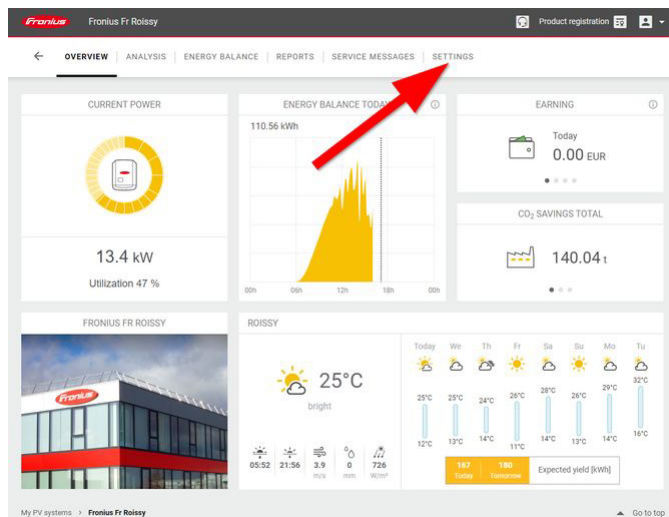 Fronius
Fronius Fr Roissy
Product registration
OVERVIEW
ANALYSIS
ENERGY BALANCE
REPORTS
SERVICE MESSAGES
SETTINGS
CURRENT POWER
13.4 kW
Utilization 47 %
ENERGY BALANCE TODAY
110.56 kWh
00h 06h 12h 18h 00h
EARNING
Today
0.00 EUR
CO₂ SAVINGS TOTAL
140.04 t
FRONIUS FR ROISSY
Fronius
ROISSY
25°C
bright
05:52 21:56 3.9 0 726
m/s mm W/m²
Today We Th Fr Sa Su Mo Tu
25°C 25°C 24°C 26°C 28°C 26°C 29°C 32°C
12°C 13°C 14°C 11°C 14°C 13°C 14°C 16°C
167 180 Expected yield [kWh]
Today Tomorrow
My PV systems > Fronius Fr Roissy
Go to top